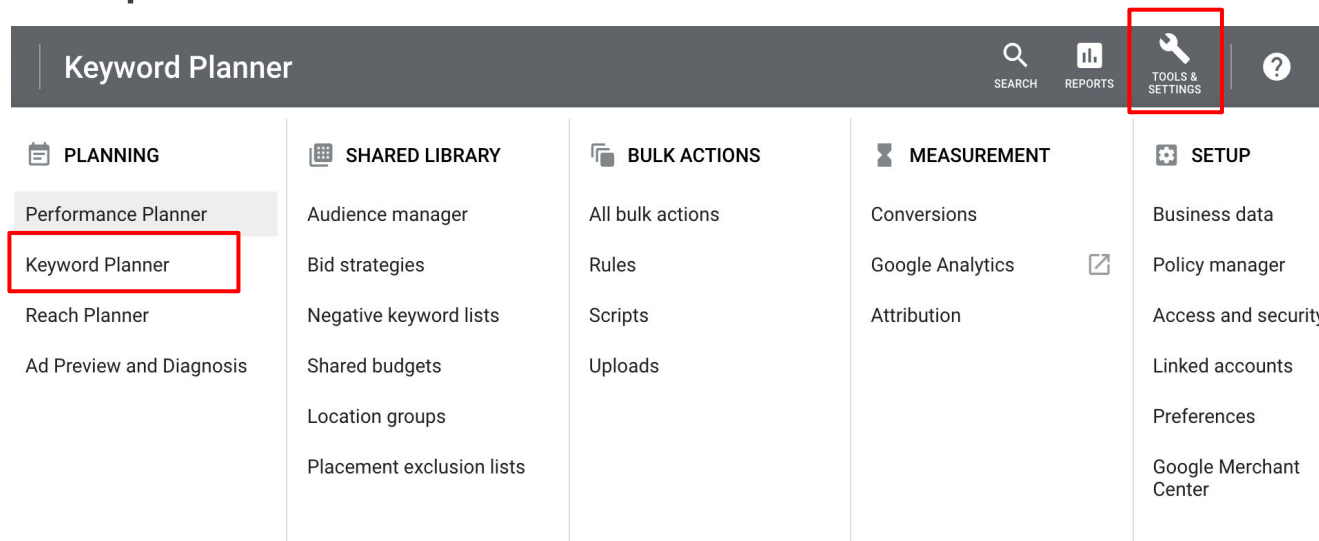 Keyword Planner
SEARCH
REPORTS
TOOLS &
SETTINGS
PLANNING
Performance Planner
Keyword Planner
Reach Planner
Ad Preview and Diagnosis
SHARED LIBRARY
Audience manager
Bid strategies
Negative keyword lists
Shared budgets
Location groups
Placement exclusion lists
BULK ACTIONS
All bulk actions
Rules
Scripts
Uploads
MEASUREMENT
Conversions
Google Analytics
Attribution
SETUP
Business data
Policy manager
Access and security
Linked accounts
Preferences
Google Merchant
Center